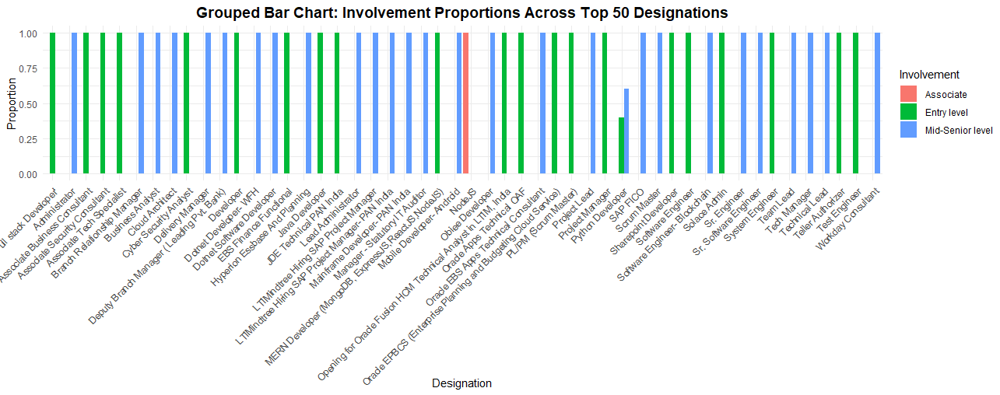 Grouped Bar Chart: Involvement Proportions Across Top 50 Designations
Proportion
1.00
0.75
0.50
0.25
0.00
stack Developer
Administrator
Associate Business Consultant
Associate Security Consultant
Associate Tech Specialist
Branch Relationship Manager
Business Analyst
Cloud Architect
Cyber Security Analyst
Delivery Manager
Deputy Branch Manager ( Leading Pvt. Bank)
Developer
Dotnet Developer- WFH
Dotnet Software Developer
EBS Finance Functional
Hyperion Essbase And Planning
Java Developer
JDE Technical PAN India
Lead Administrator
LTIMindtree Hiring SAP Project Manager
LTIMindtree Hiring SAP Project Manager- PAN India
Mainframe Developer- PAN India
Manager - Statutory IT Auditor
MERN Developer (MongoDB, ExpressJS, ReactJS NodeJS)
Mobile Developer- Android
NodeJS
Obiee Developer
Opening for Oracle Fusion HCM Technical Analyst In LTIM, India
Oracle Apps Technical OAF
Oracle EBS Apps Technical Consultant
Oracle EPBCS (Enterprise Planning and Budgeting Cloud Service)
PL/PM (Scrum Master)
Project Lead
Project Manager
Python Developer
SAP FICO
Scrum Master
Sharepoint Developer
Software Engineer
Software Engineer- Blockchain
Solace Admin
Sr. Engineer
Sr, Software Engineer
System Engineer
Team Lead
Tech Manager
Technical Lead
Teller Authorizer
Test Engineer
Workday Consultant
Designation
Involvement
Associate
Entry level
Mid-Senior level